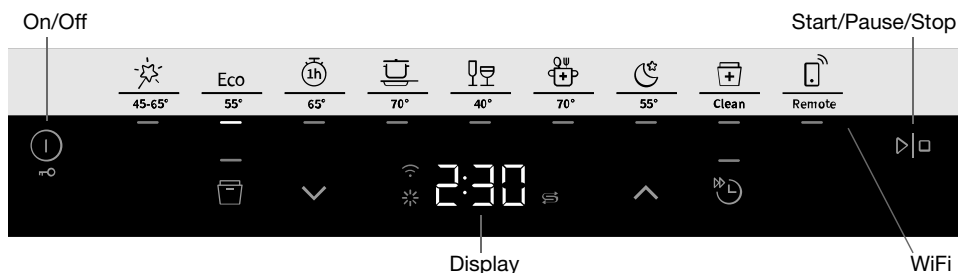 On/Off Start/Pause/Stop
Eco 1h
45-65° 55° 65° 70° 40° 70° 55° Clean Remote
2:30
Display WiFi